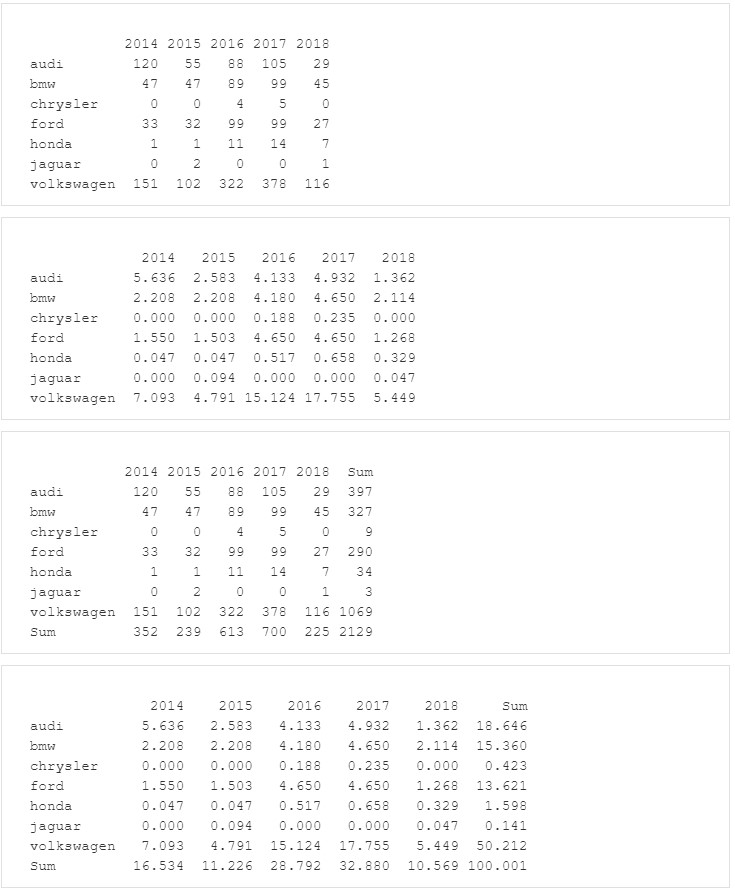 2014 2015 2016 2017 2018
audi 120 55 88 105 29
bmw 47 47 89 99 45
chrysler 0 0 4 5 0
ford 33 32 99 99 27
honda 1 1 11 14 7
jaguar 0 2 0 0 1
volkswagen 151 102 322 378 116
2014 2015 2016 2017 2018
audi 5.636 2.583 4.133 4.932 1.362
bmw 2.208 2.208 4.180 4.650 2.114
chrysler 0.000 0.000 0.188 0.235 0.000
ford 1.550 1.503 4.650 4.650 1.268
honda 0.047 0.047 0.517 0.658 0.329
jaguar 0.000 0.094 0.000 0.000 0.047
volkswagen 7.093 4.791 15.124 17.755 5.449
2014 2015 2016 2017 2018 Sum
audi 120 55 88 105 29 397
bmw 47 47 89 99 45 327
chrysler 0 0 4 5 0 9
ford 33 32 99 99 27 290
honda 1 1 11 14 7 34
jaguar 0 2 0 0 1 3
volkswagen 151 102 322 378 116 1069
Sum 352 239 613 700 225 2129
2014 2015 2016 2017 2018 Sum
audi 5.636 2.583 4.133 4.932 1.362 18.646
bmw 2.208 2.208 4.180 4.650 2.114 15.360
chrysler 0.000 0.000 0.188 0.235 0.000 0.423
ford 1.550 1.503 4.650 4.650 1.268 13.621
honda 0.047 0.047 0.517 0.658 0.329 1.598
jaguar 0.000 0.094 0.000 0.000 0.047 0.141
volkswagen 7.093 4.791 15.124 17.755 5.449 50.212
Sum 16.534 11.226 28.792 32.880 10.569 100.001